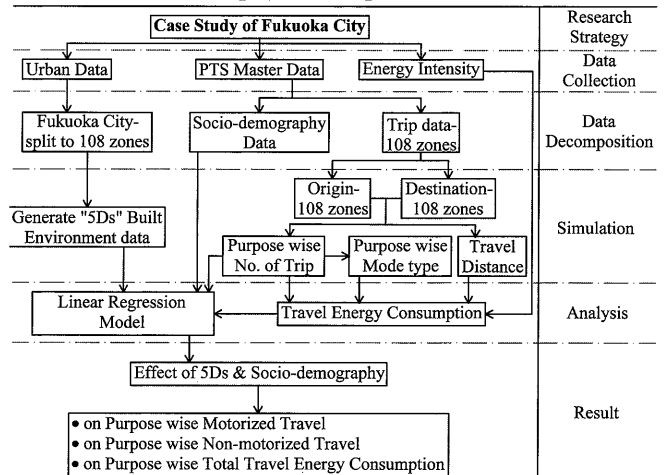 Case Study of Fukuoka City
Research
Strategy
Urban Data
PTS Master Data
Energy Intensity
Data
Collection
Fukuoka City-
split to 108 zones
Socio-demography
Data
Trip data-
108 zones
Data
Decomposition
Origin-
108 zones
Destination-
108 zones
Generate "5Ds" Built
Environment data
Simulation
Purpose wise
No. of Trip
Purpose wise
Mode type
Travel
Distance
Linear Regression
Model
Travel Energy Consumption
Analysis
Effect of 5Ds & Socio-demography
• on Purpose wise Motorized Travel
• on Purpose wise Non-motorized Travel
• on Purpose wise Total Travel Energy Consumption
Result